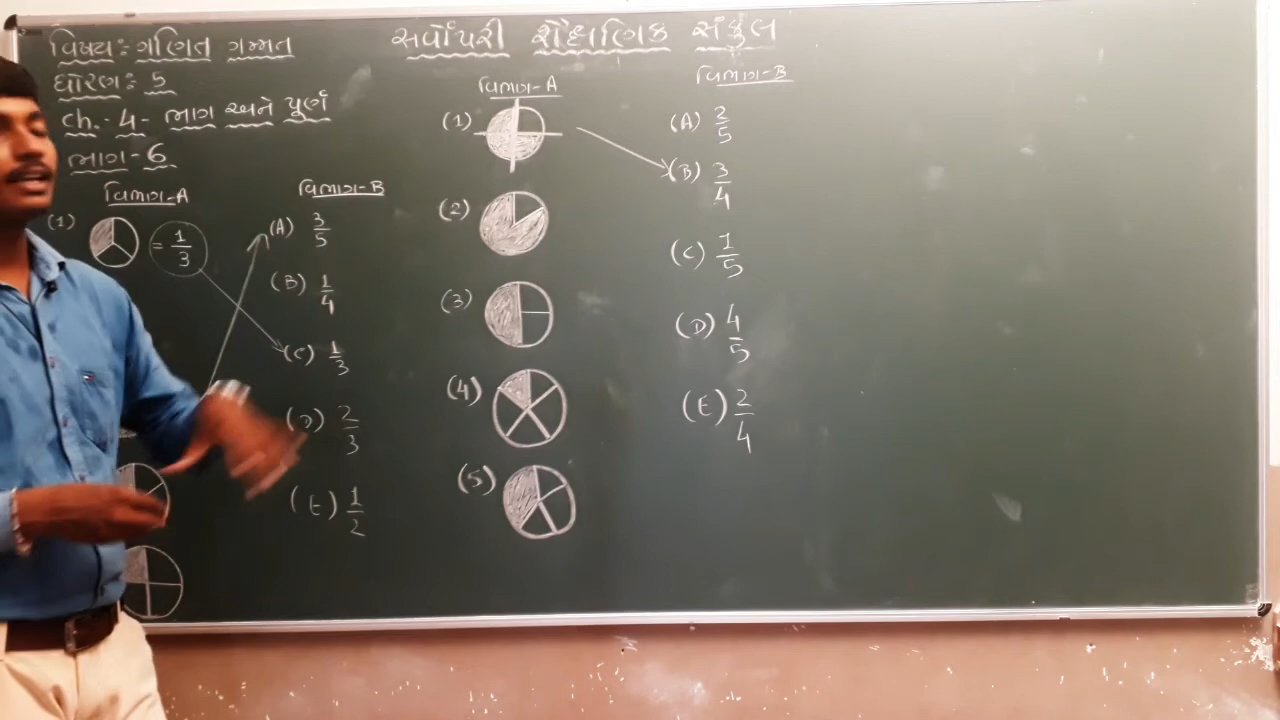 વિષયઃ ગણિત ગમ્મત
સર્વોપરી શૈક્ષણિક સંકુલ
ધોરણઃ 5
ch. - 4 - ભાગ અને પૂર્ણ
ભાગ - 6
વિભાગ - A
વિભાગ - B
(1) = 1/3
(A) 3/5
(B) 1/4
(C) 1/3
(D) 2/3
(E) 1/2
વિભાગ - A
વિભાગ - B
(1)
(A) 2/5
(B) 3/4
(2)
(C) 1/5
(3)
(D) 4/5
(4)
(E) 2/4
(5)